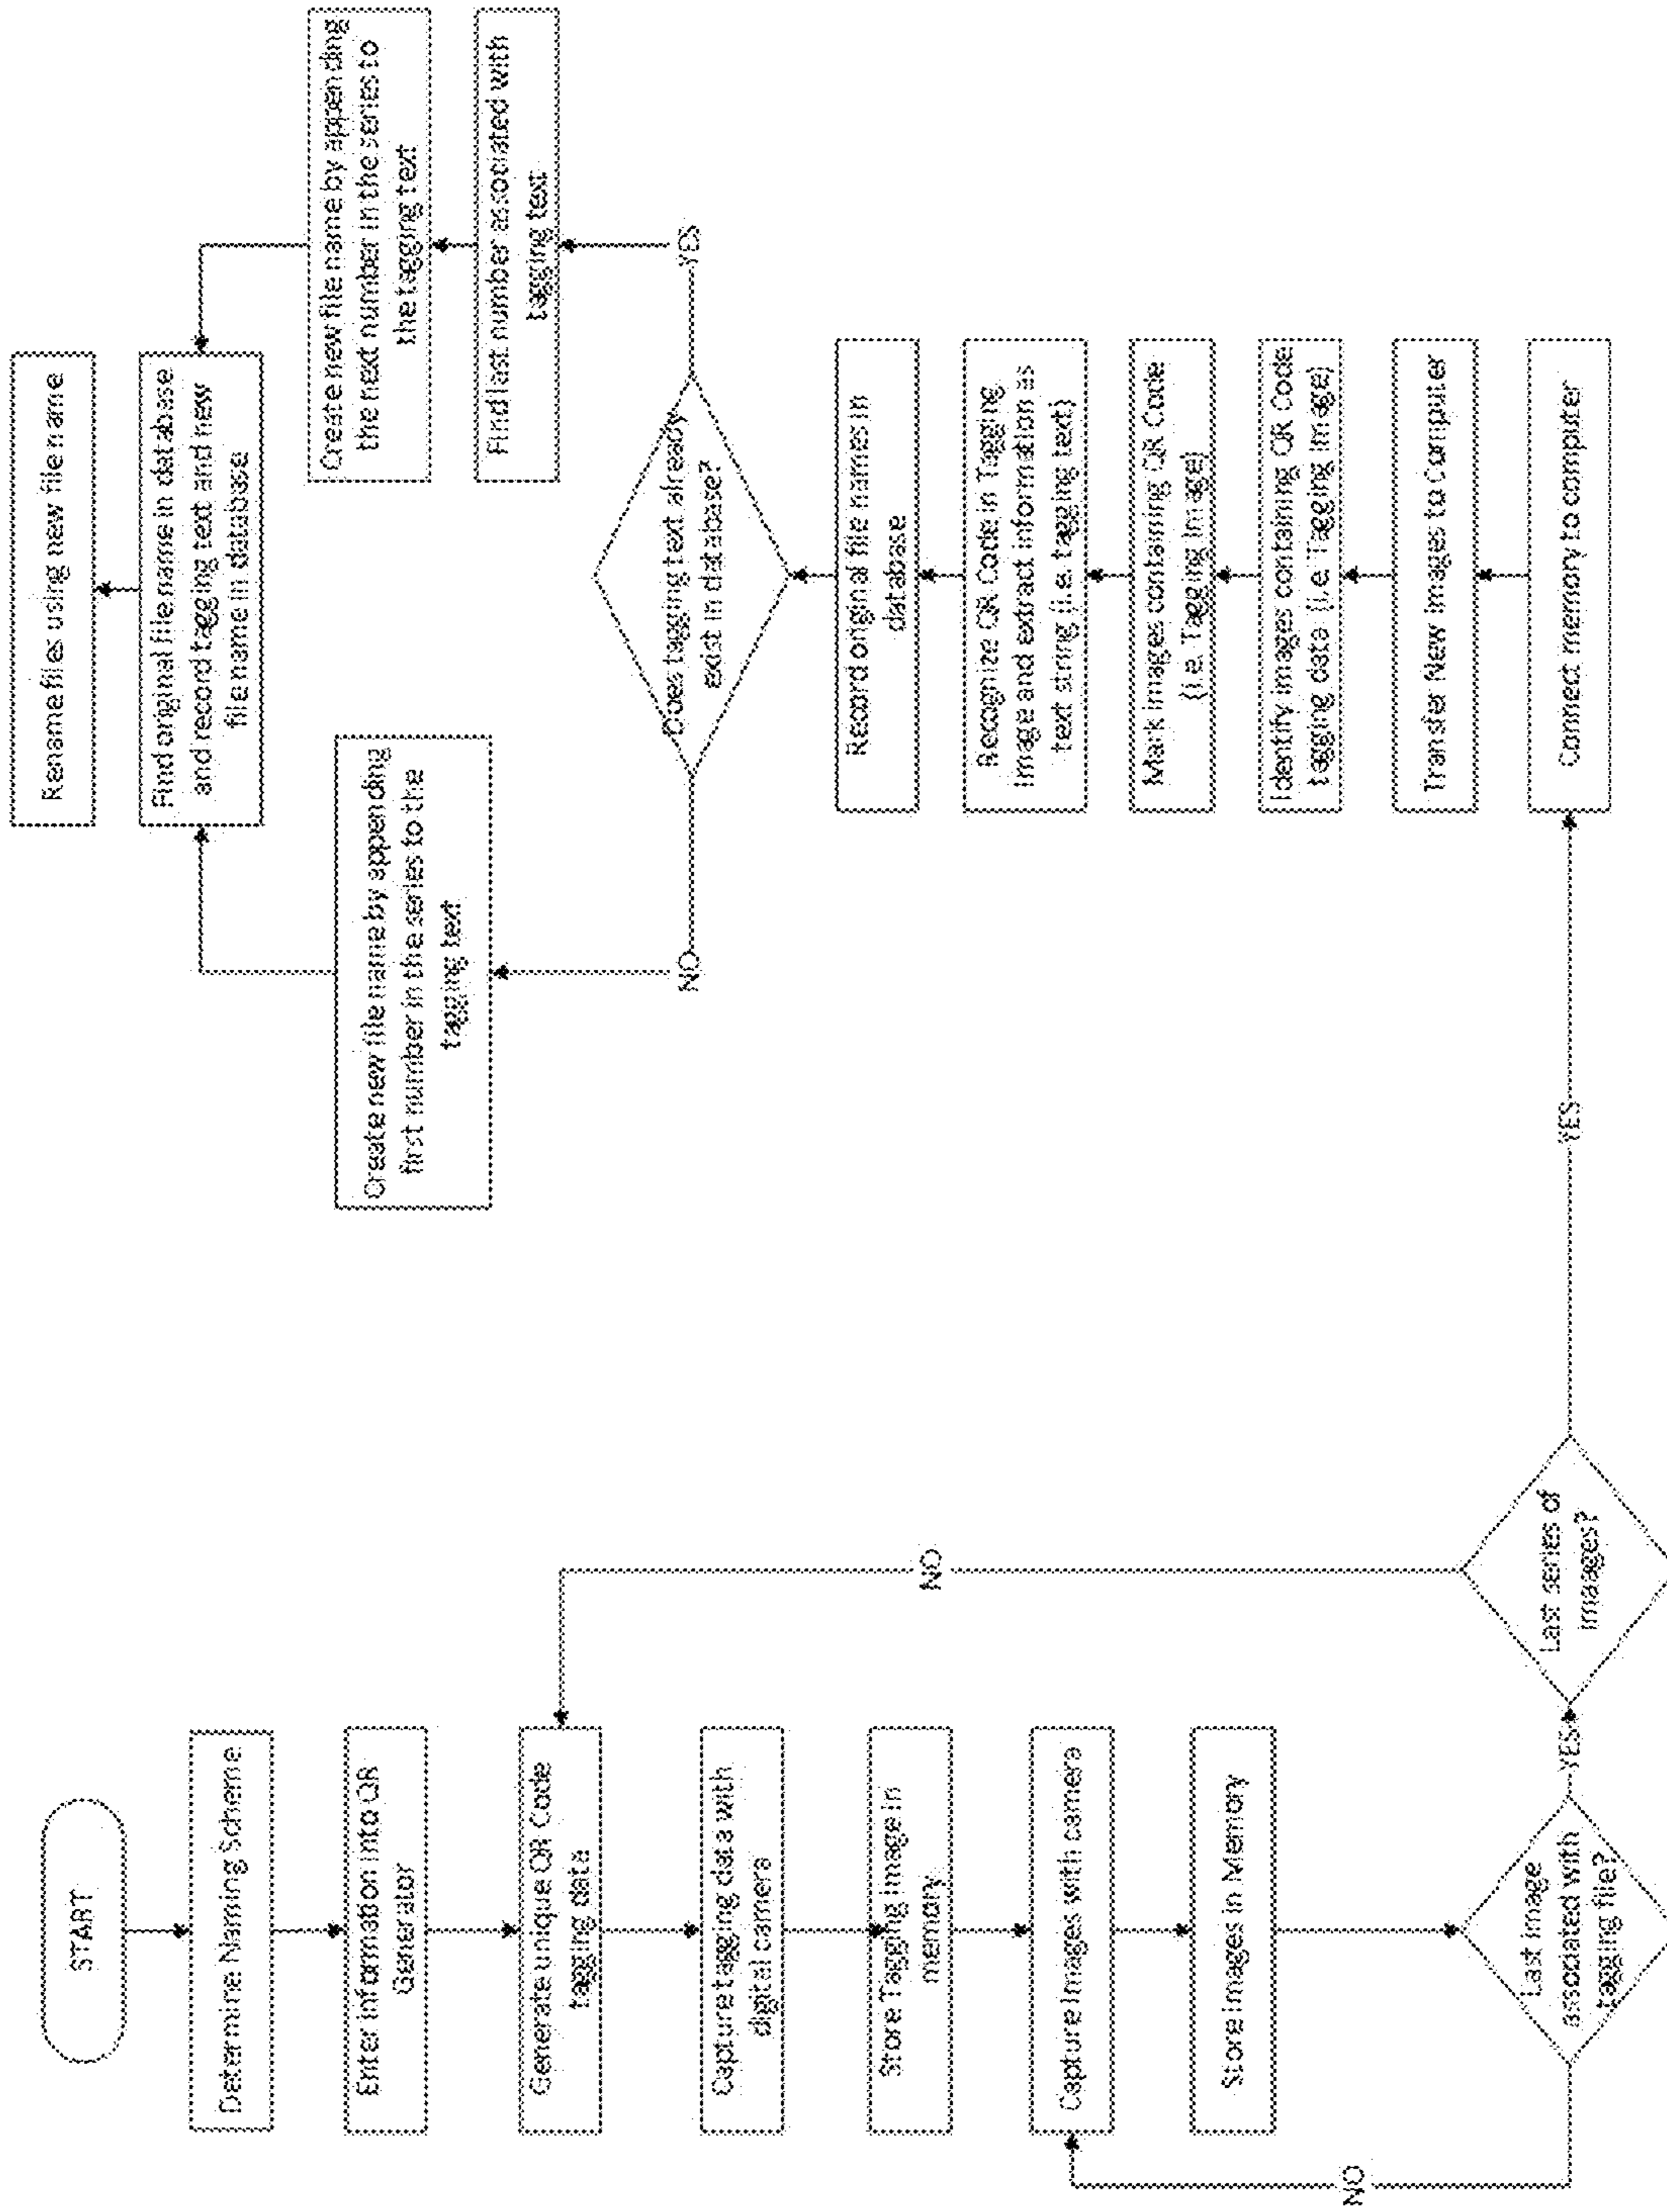 START
Determine Naming Scheme
Enter information into QR
Generator
Generate unique QR Code
tagging data
Capture tagging data with
digital camera
Store Tagging Image in
memory
Capture Images with camera
Store Images in Memory
Last image
associated with
tagging file?
NO
YES
Last series of
images?
NO
YES
Connect memory to computer
Transfer New Images to Computer
Identify images containing QR Code
tagging data (i.e. Tagging Image)
Mark images containing QR Code
(i.e. Tagging Image)
Recognize QR Code in Tagging
Image and extract information as
text string (i.e. tagging text)
Record original file names in
database
Does tagging text already
exist in database?
NO
YES
Create new file name by appending
first number in the series to the
tagging text
Find last number associated with
tagging text
Create new file name by appending
the next number in the series to
the tagging text
Find original file name in database
and record tagging text and new
file name in database
Rename files using new file name